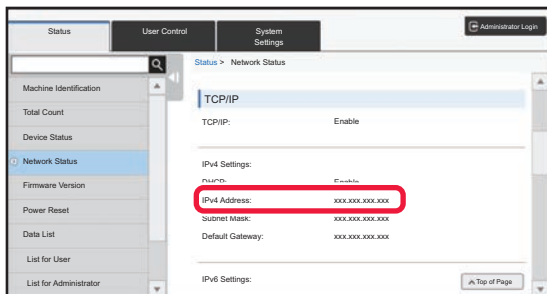 Status
User Control
System
Settings
Administrator Login
Status > Network Status
Machine Identification
Total Count
Device Status
Network Status
Firmware Version
Power Reset
Data List
List for User
List for Administrator
TCP/IP
TCP/IP: Enable
IPv4 Settings:
DHCP: Enable
IPv4 Address: xxx.xxx.xxx.xxx
Subnet Mask: xxx.xxx.xxx.xxx
Default Gateway: xxx.xxx.xxx.xxx
IPv6 Settings:
Top of Page